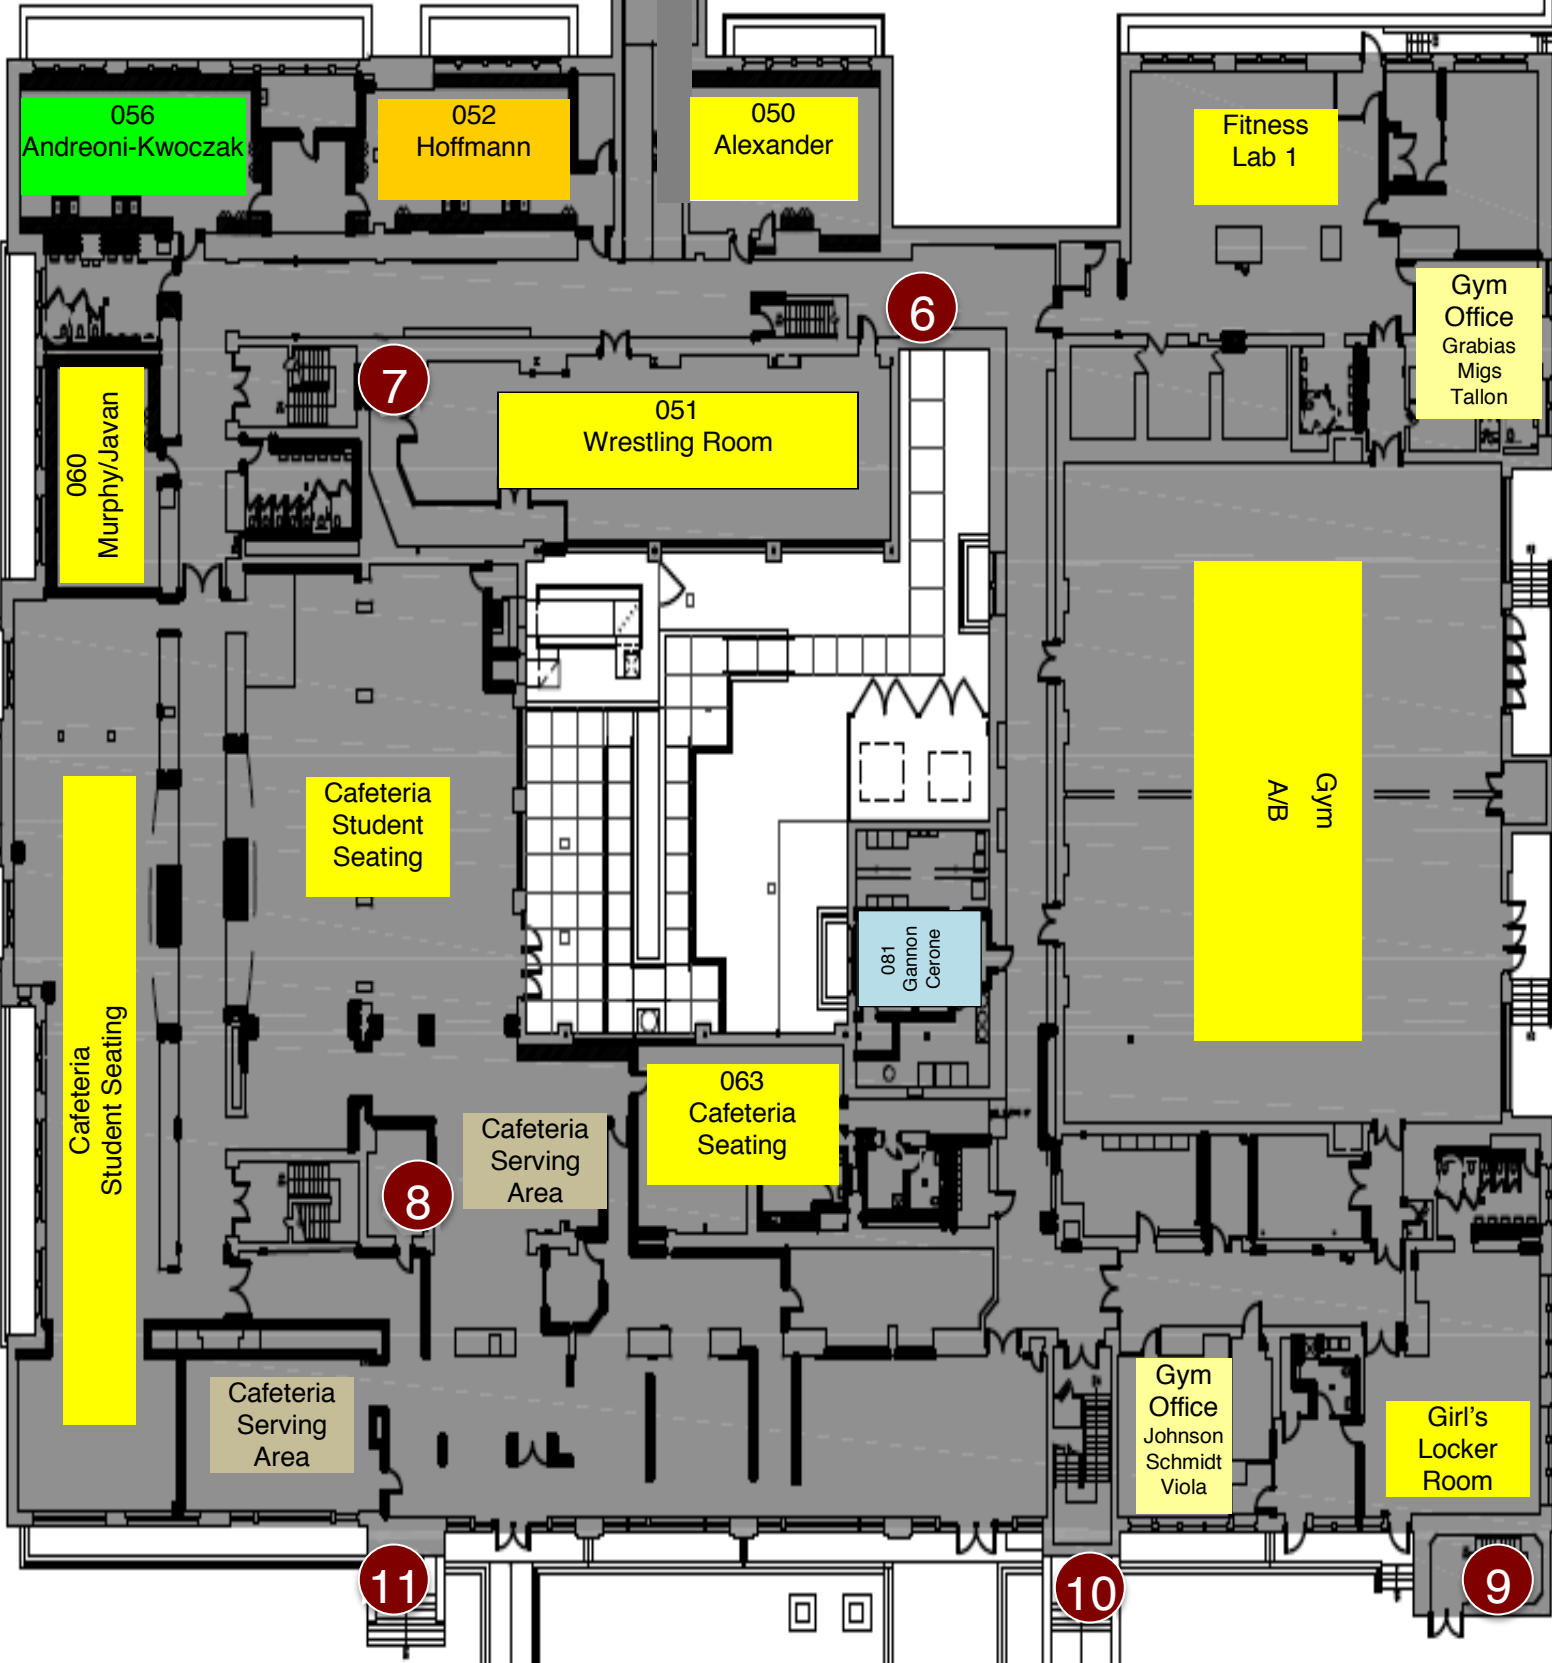 056
Andreoni-Kwoczak
052
Hoffmann
050
Alexander
Fitness
Lab 1
6
Gym
Office
Grabias
Migs
Tallon
7
051
Wrestling Room
060
Murphy/Javan
Gym
A/B
Cafeteria
Student
Seating
081
Gannon
Cerone
Cafeteria
Student Seating
063
Cafeteria
Seating
Cafeteria
Serving
Area
8
Cafeteria
Serving
Area
Gym
Office
Johnson
Schmidt
Viola
Girl's
Locker
Room
11
10
9